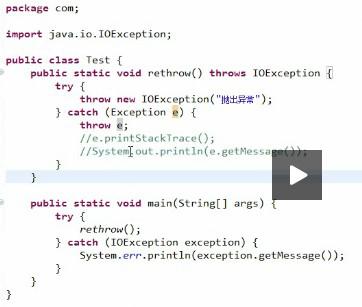 package com;
import java.io.IOException;
public class Test {
public static void rethrow() throws IOException {
try {
throw new IOException("抛出异常");
} catch (Exception e) {
throw e;
//e.printStackTrace();
//System.out.println(e.getMessage());
}
}
public static void main(String[] args) {
try {
rethrow();
} catch (IOException exception) {
System.err.println(exception.getMessage());
}
}
}